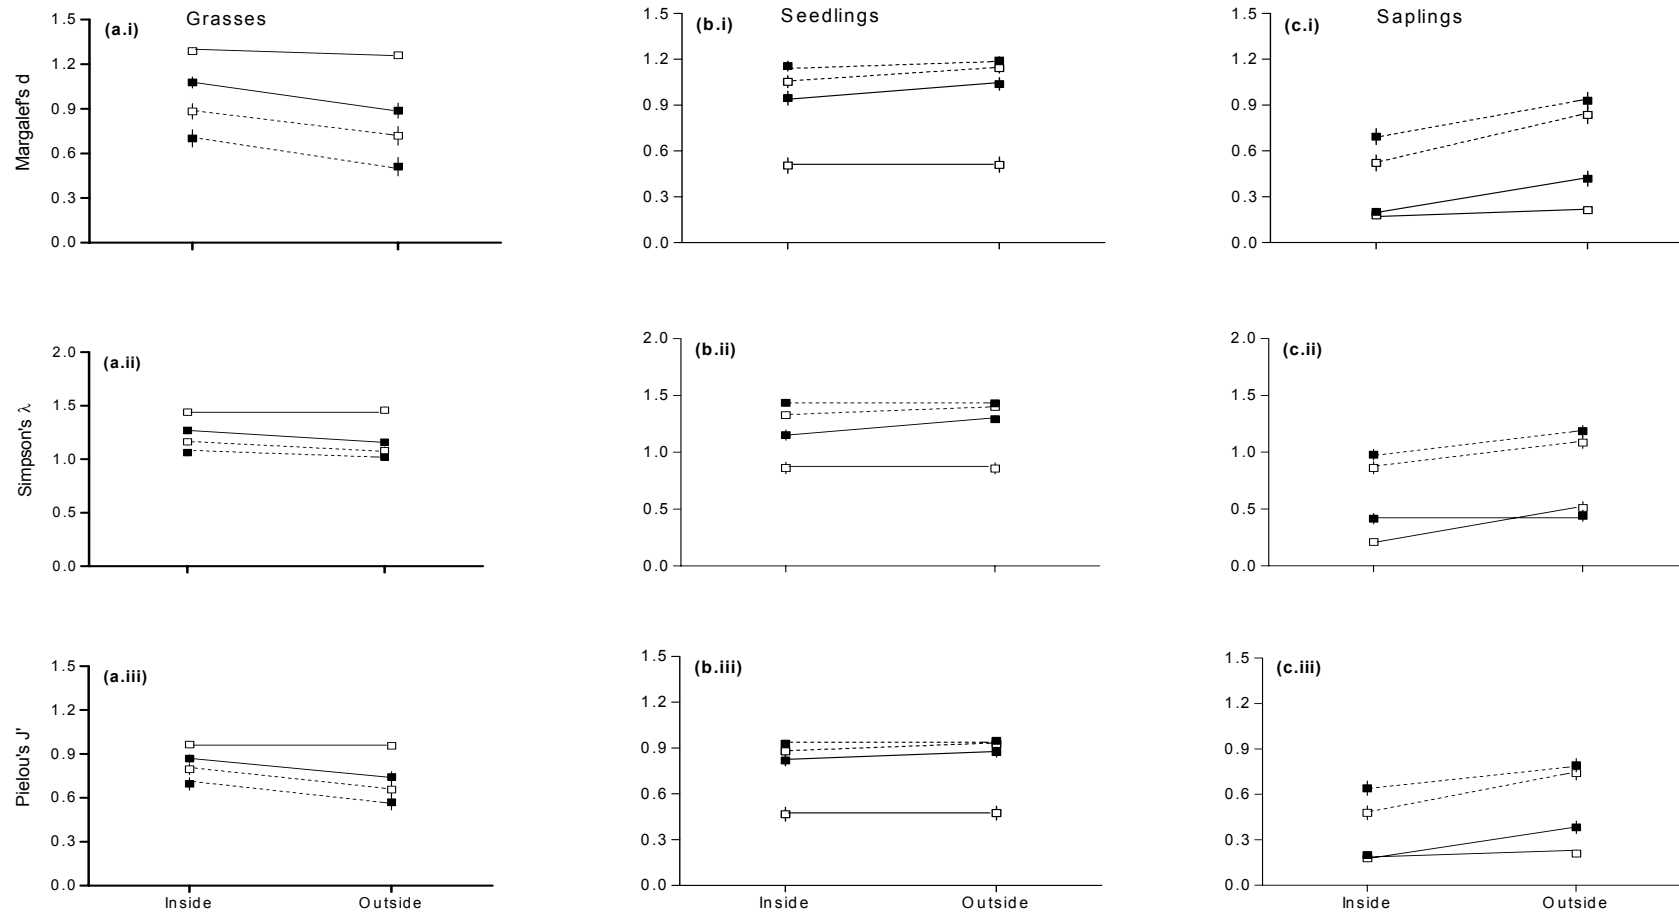 Grasses
(a.i)
Margalef's d
1.5
1.2
0.9
0.6
0.3
0.0
Seedlings
(b.i)
1.5
1.2
0.9
0.6
0.3
0.0
Saplings
(c.i)
1.5
1.2
0.9
0.6
0.3
0.0
(a.ii)
Simpson's λ
2.0
1.5
1.0
0.5
0.0
(b.ii)
2.0
1.5
1.0
0.5
0.0
(c.ii)
2.0
1.5
1.0
0.5
0.0
(a.iii)
Pielou's J'
1.5
1.2
0.9
0.6
0.3
0.0
Inside Outside
(b.iii)
1.5
1.2
0.9
0.6
0.3
0.0
Inside Outside
(c.iii)
1.5
1.2
0.9
0.6
0.3
0.0
Inside Outside